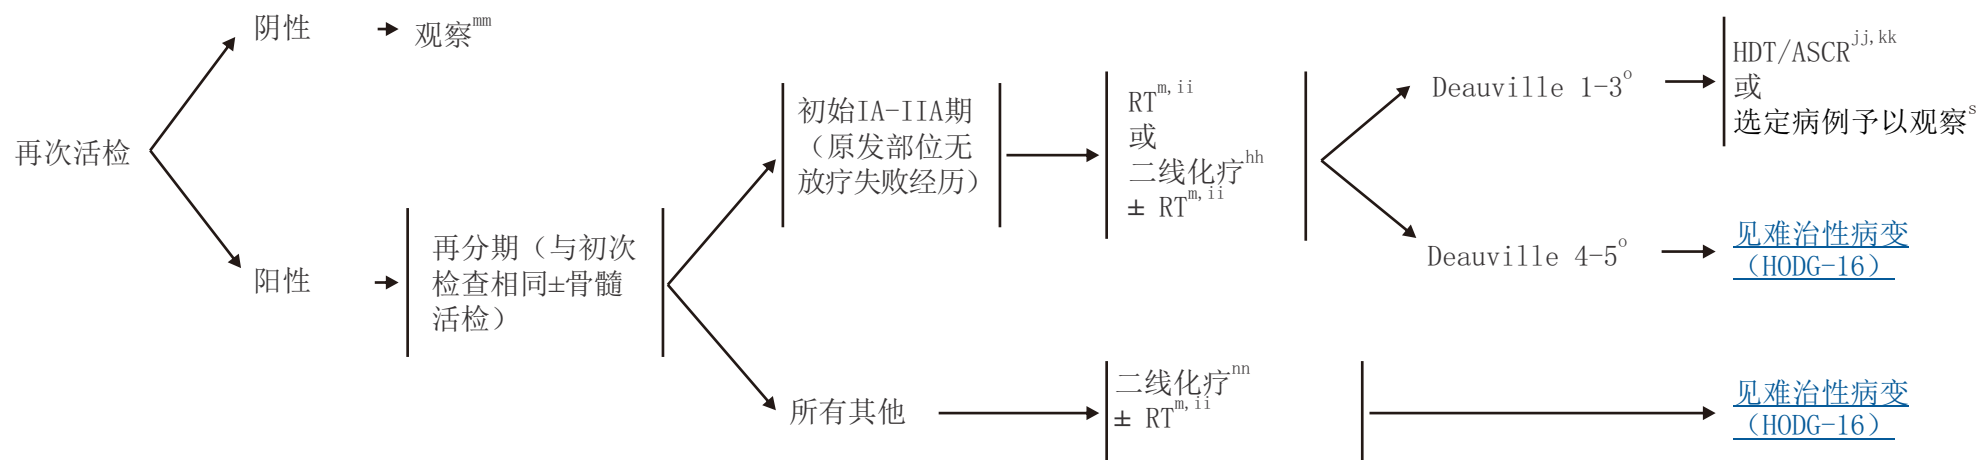 再次活检
阴性
观察mm
阳性
再分期（与初次
检查相同±骨髓
活检）
初始IA-IIA期
（原发部位无
放疗失败经历）
RTm,ii
或
二线化疗hh
± RTm,ii
Deauville 1-3o
HDT/ASCRjj,kk
或
选定病例予以观察s
Deauville 4-5o
见难治性病变
（HODG-16）
所有其他
二线化疗nn
± RTm,ii
见难治性病变
（HODG-16）